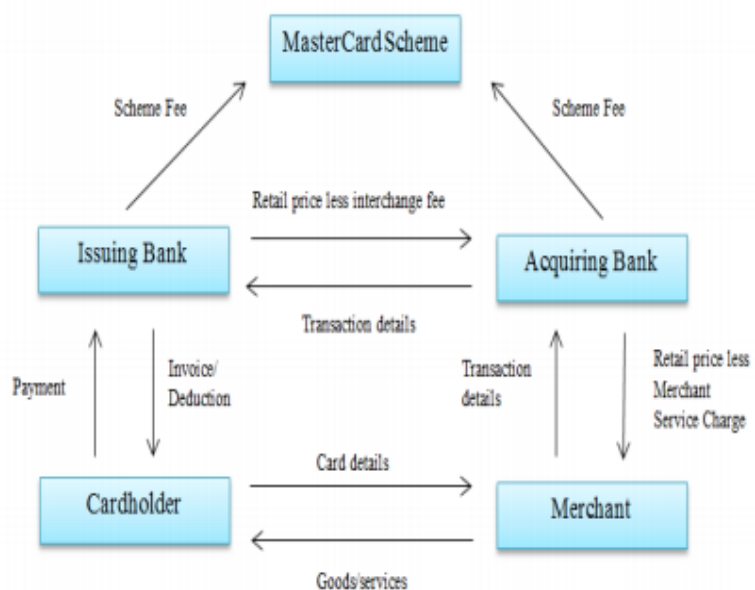 MasterCard Scheme
Scheme Fee
Scheme Fee
Retail price less interchange fee
Issuing Bank
Acquiring Bank
Transaction details
Payment
Invoice/
Deduction
Transaction
details
Retail price less
Merchant
Service Charge
Card details
Cardholder
Merchant
Goods/services